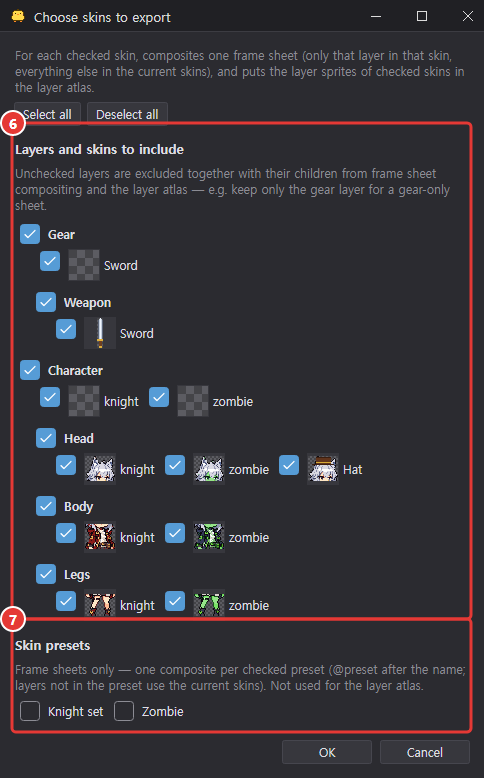 Choose skins to export
For each checked skin, composites one frame sheet (only that layer in that skin,
everything else in the current skins), and puts the layer sprites of checked skins in
the layer atlas.
Select all Deselect all
6
Layers and skins to include
Unchecked layers are excluded together with their children from frame sheet
compositing and the layer atlas — e.g. keep only the gear layer for a gear-only
sheet.
Gear
Sword
Weapon
Sword
Character
knight zombie
Head
knight zombie Hat
Body
knight zombie
Legs
knight zombie
7
Skin presets
Frame sheets only — one composite per checked preset (@preset after the name;
layers not in the preset use the current skins). Not used for the layer atlas.
Knight set Zombie
OK Cancel